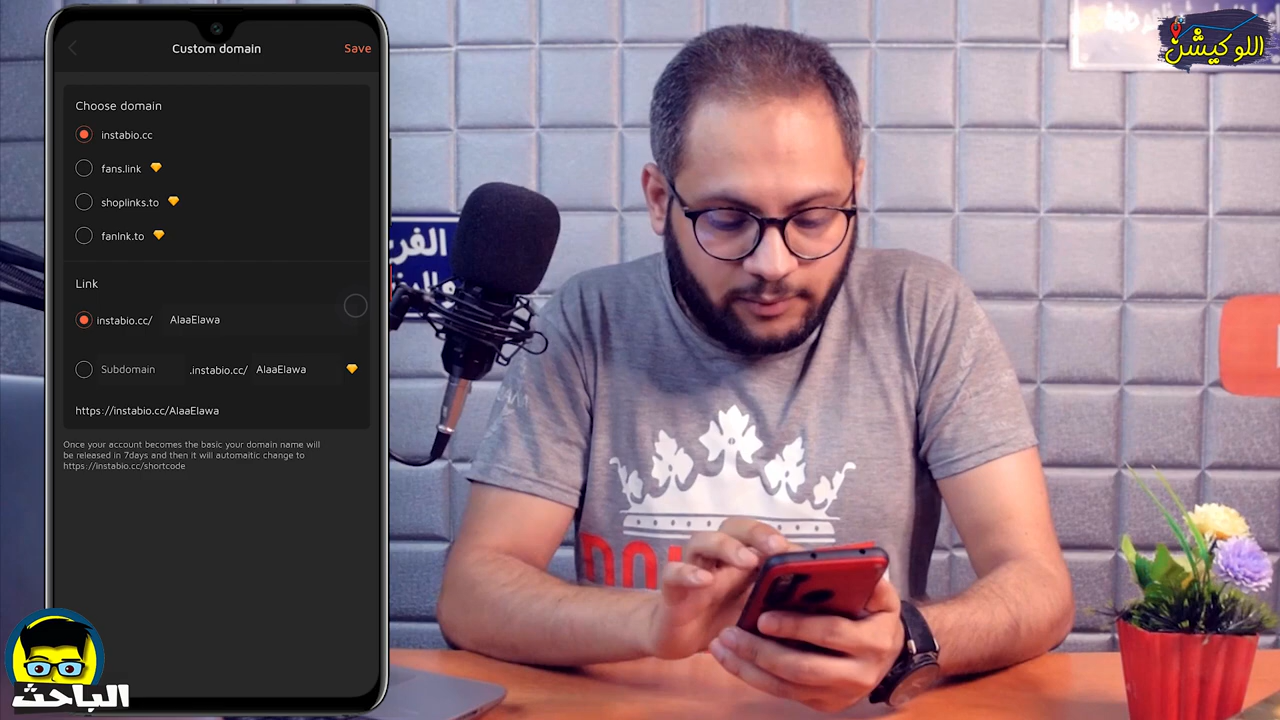 Custom domain
Save
Choose domain
instabio.cc
fans.link
shoplinks.to
fanlnk.to
Link
instabio.cc/
AlaaElawa
Subdomain
.instabio.cc/
AlaaElawa
https://instabio.cc/AlaaElawa
Once your account becomes the basic your domain name will
be released in 7days and then it will automaitic change to
https://instabio.cc/shortcode
اللوكيشن
الباحث